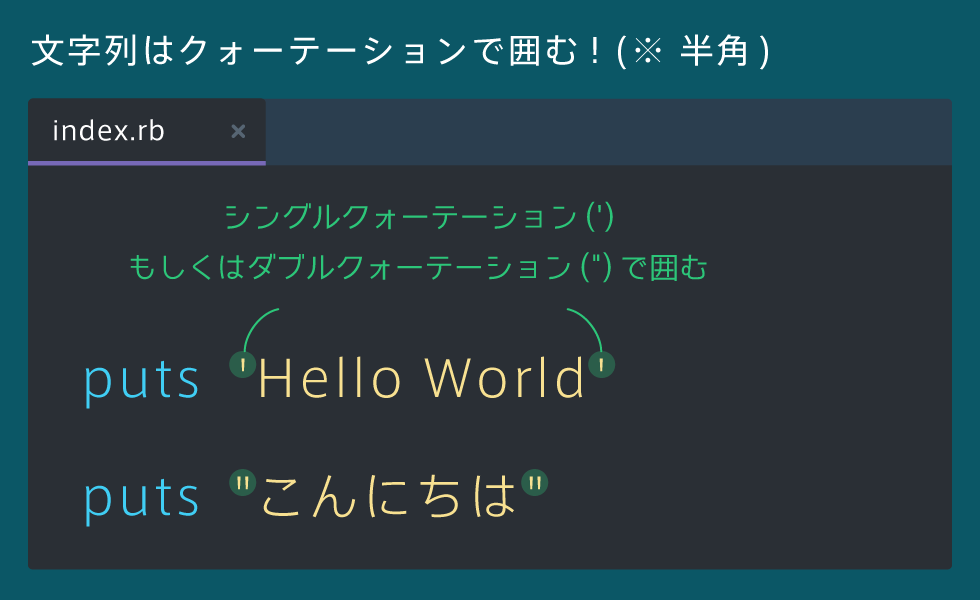 文字列はクォーテーションで囲む！(※ 半角)
index.rb ×
シングルクォーテーション (')
もしくはダブルクォーテーション (") で囲む
puts 'Hello World'
puts "こんにちは"